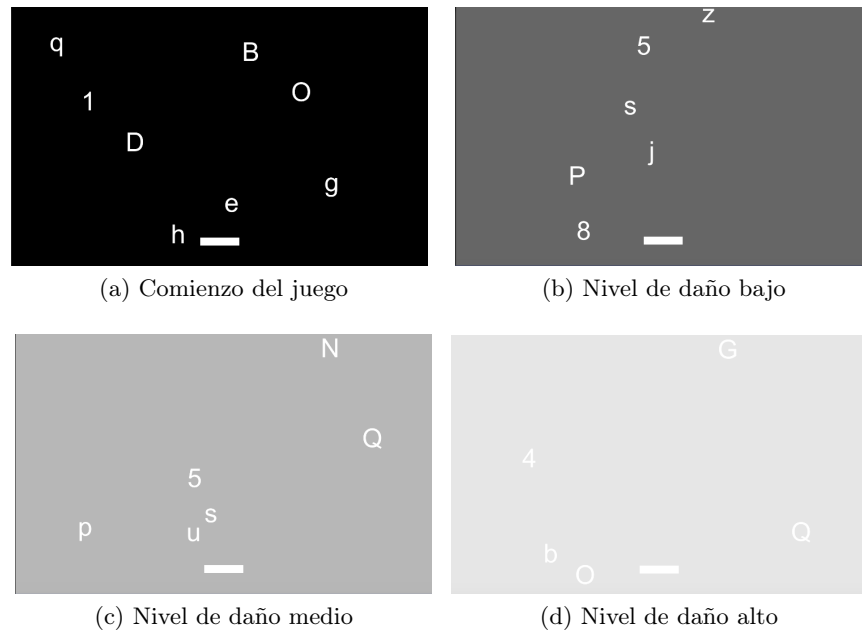 q B
1 O
D
g
e
h
(a) Comienzo del juego
z
5
s
j
P
8
(b) Nivel de daño bajo
N
Q
5
s
p u
(c) Nivel de daño medio
G
4
Q
b
O
(d) Nivel de daño alto